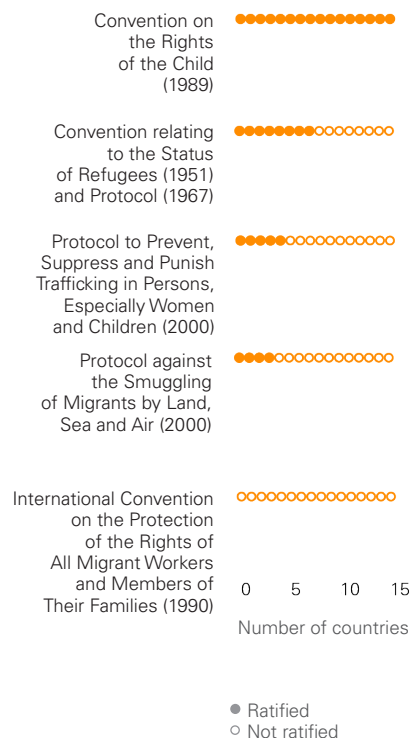 Convention on
the Rights
of the Child
(1989)
Convention relating
to the Status
of Refugees (1951)
and Protocol (1967)
Protocol to Prevent,
Suppress and Punish
Trafficking in Persons,
Especially Women
and Children (2000)
Protocol against
the Smuggling
of Migrants by Land,
Sea and Air (2000)
International Convention
on the Protection
of the Rights of
All Migrant Workers
and Members of
Their Families (1990)
0 5 10 15
Number of countries
Ratified
Not ratified